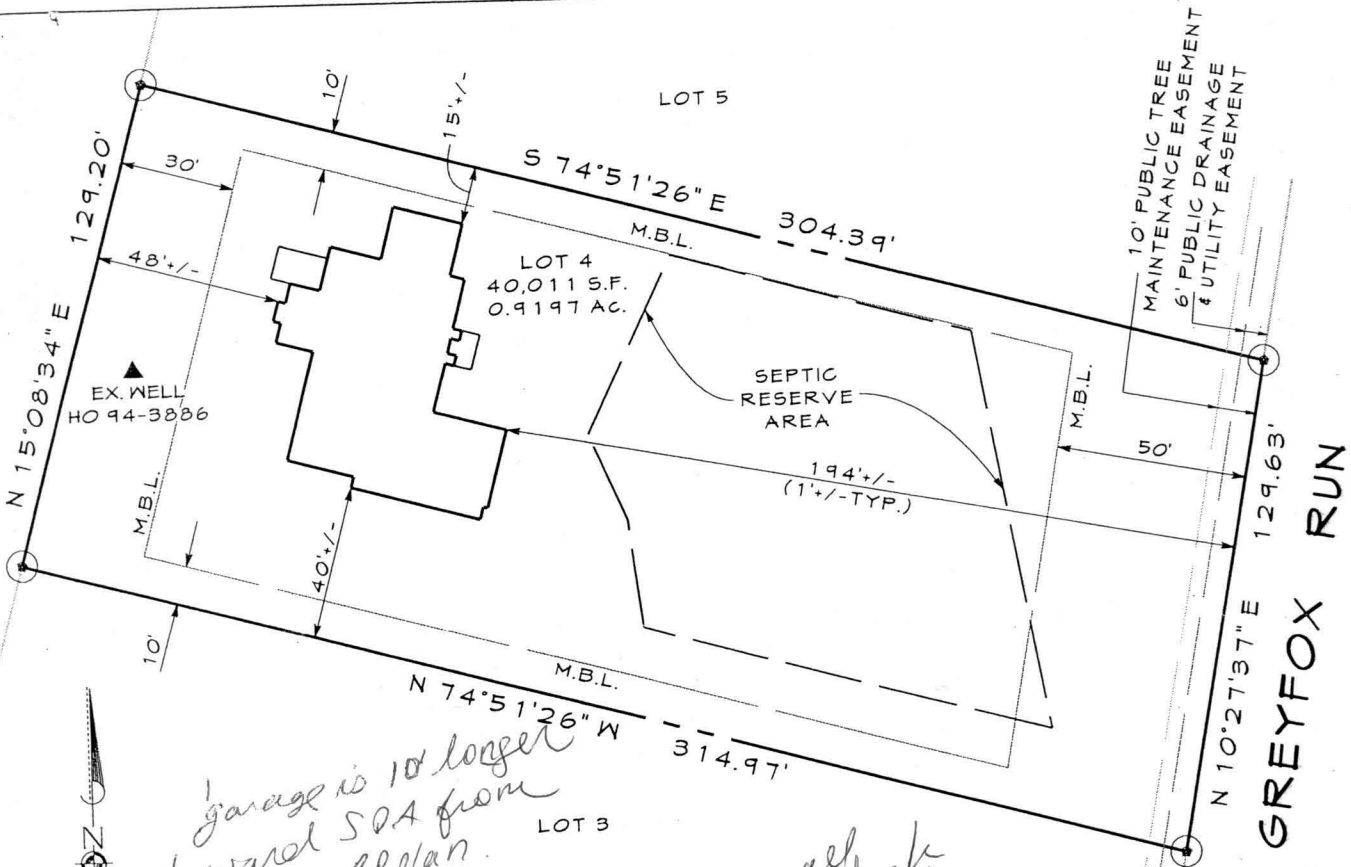 LOT 5
10' PUBLIC TREE
MAINTENANCE EASEMENT
6' PUBLIC DRAINAGE
& UTILITY EASEMENT
10'
15'+/-
S 74°51'26" E 304.39'
129.20'
30'
M.B.L.
LOT 4
40,011 S.F.
0.9197 AC.
48'+/-
N 15°08'34" E
EX. WELL
HO 94-3886
SEPTIC
RESERVE
AREA
M.B.L.
50'
194'+/-
(1'+/-TYP.)
129.63'
M.B.L.
40'+/-
10'
M.B.L.
N 74°51'26" W 314.97'
N 10°27'37" E
GREYFOX RUN
garage is 10' longer
SDA from
plan.
LOT 3
N